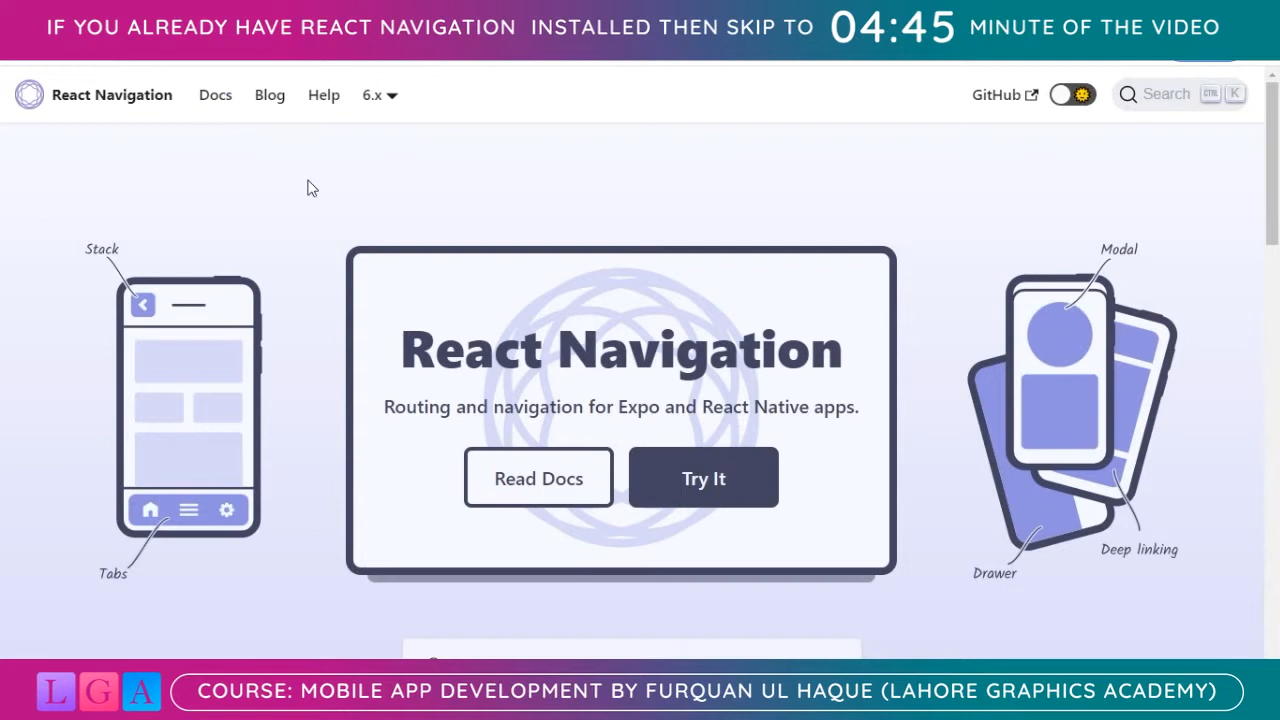 IF YOU ALREADY HAVE REACT NAVIGATION INSTALLED THEN SKIP TO 04:45 MINUTE OF THE VIDEO
React Navigation Docs Blog Help 6.x GitHub Search CTRL K
Stack
Modal
React Navigation
Routing and navigation for Expo and React Native apps.
Read Docs Try It
Tabs
Deep linking
Drawer
L G A COURSE: MOBILE APP DEVELOPMENT BY FURQUAN UL HAQUE (LAHORE GRAPHICS ACADEMY)